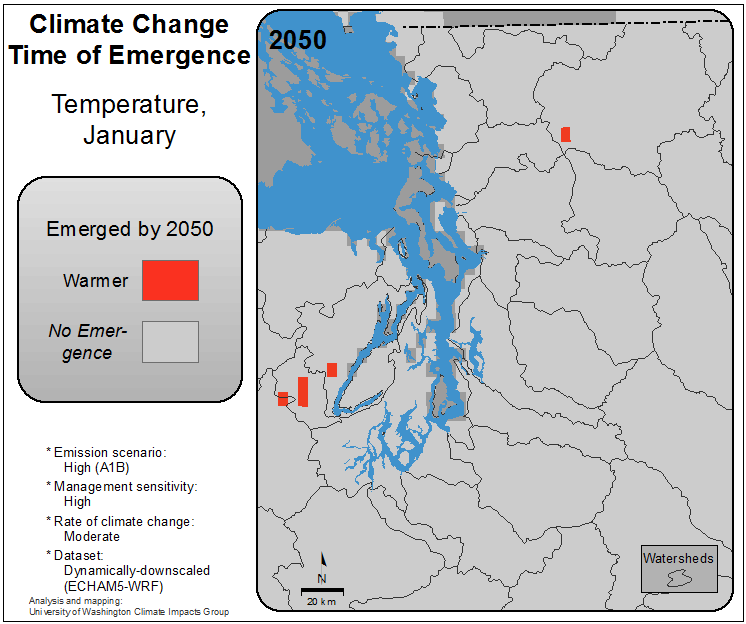 Climate Change
Time of Emergence
Temperature,
January
Emerged by 2050
Warmer
No Emer-
gence
* Emission scenario:
High (A1B)
* Management sensitivity:
High
* Rate of climate change:
Moderate
* Dataset:
Dynamically-downscaled
(ECHAM5-WRF)
Analysis and mapping:
University of Washington Climate Impacts Group
2050
N
20 km
Watersheds